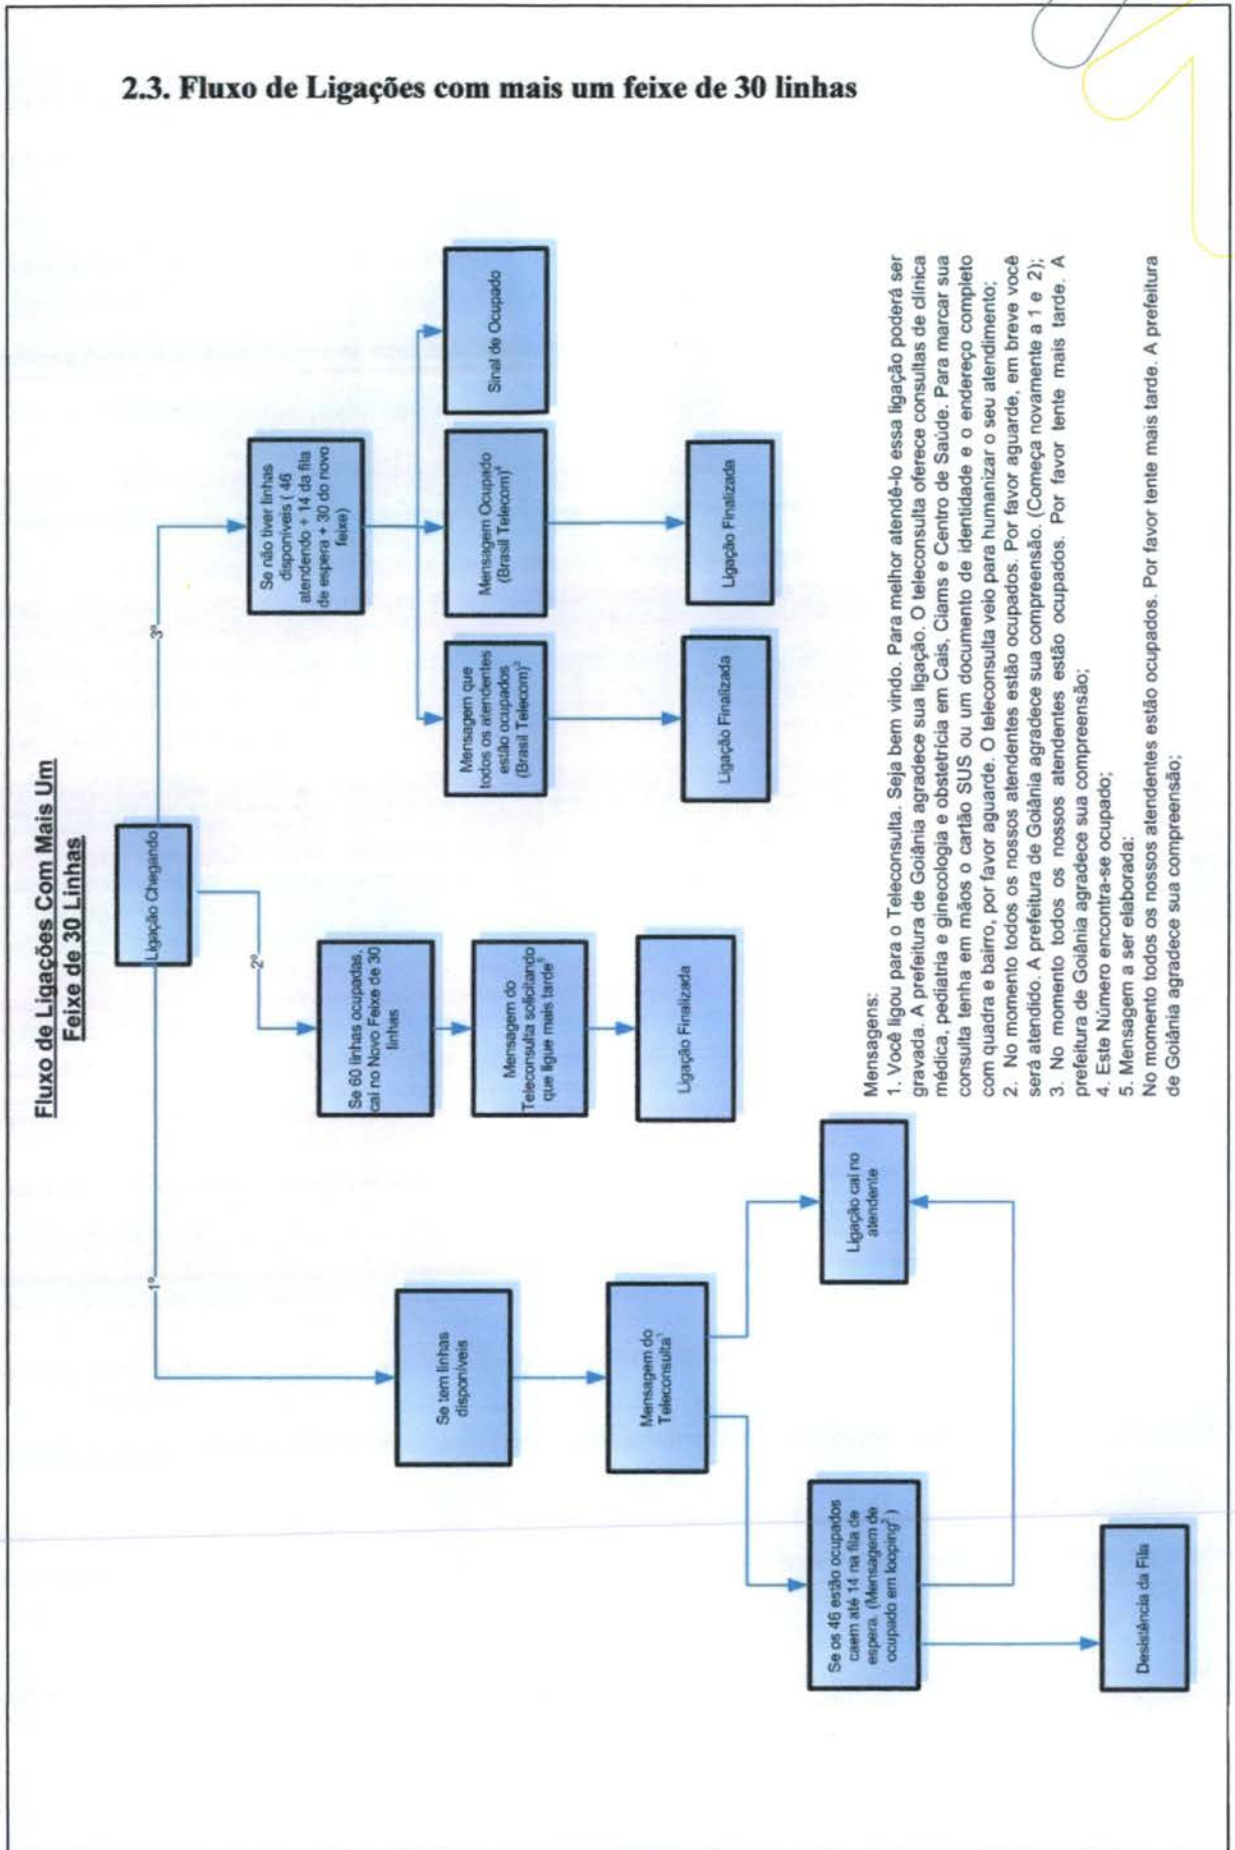 2.3. Fluxo de Ligações com mais um feixe de 30 linhas
Fluxo de Ligações Com Mais Um
Feixe de 30 Linhas
Ligação Chegando
1º
2º
3º
Se tem linhas
disponíveis
Mensagem do
Teleconsulta¹
Se os 46 estão ocupados
caem até 14 na fila de
espera. (Mensagem de
ocupado em looping² )
Desistência da Fila
Ligação cai no
atendente
Se 60 linhas ocupadas,
cai no Novo Feixe de 30
linhas
Mensagem do
Teleconsulta solicitando
que ligue mais tarde⁵
Ligação Finalizada
Se não tiver linhas
disponíveis ( 46
atendendo + 14 da fila
de espera + 30 do novo
feixe)
Mensagem que
todos os atendentes
estão ocupados
(Brasil Telecom)³
Ligação Finalizada
Mensagem Ocupado
(Brasil Telecom)⁴
Ligação Finalizada
Sinal de Ocupado
Mensagens:
1. Você ligou para o Teleconsulta. Seja bem vindo. Para melhor atendê-lo essa ligação poderá ser
gravada. A prefeitura de Goiânia agradece sua ligação. O teleconsulta oferece consultas de clínica
médica, pediatria e ginecologia e obstetrícia em Cais, Ciams e Centro de Saúde. Para marcar sua
consulta tenha em mãos o cartão SUS ou um documento de identidade e o endereço completo
com quadra e bairro, por favor aguarde. O teleconsulta veio para humanizar o seu atendimento;
2. No momento todos os nossos atendentes estão ocupados. Por favor aguarde, em breve você
será atendido. A prefeitura de Goiânia agradece sua compreensão. (Começa novamente a 1 e 2);
3. No momento todos os nossos atendentes estão ocupados. Por favor tente mais tarde. A
prefeitura de Goiânia agradece sua compreensão;
4. Este Número encontra-se ocupado;
5. Mensagem a ser elaborada:
No momento todos os nossos atendentes estão ocupados. Por favor tente mais tarde. A prefeitura
de Goiânia agradece sua compreensão;